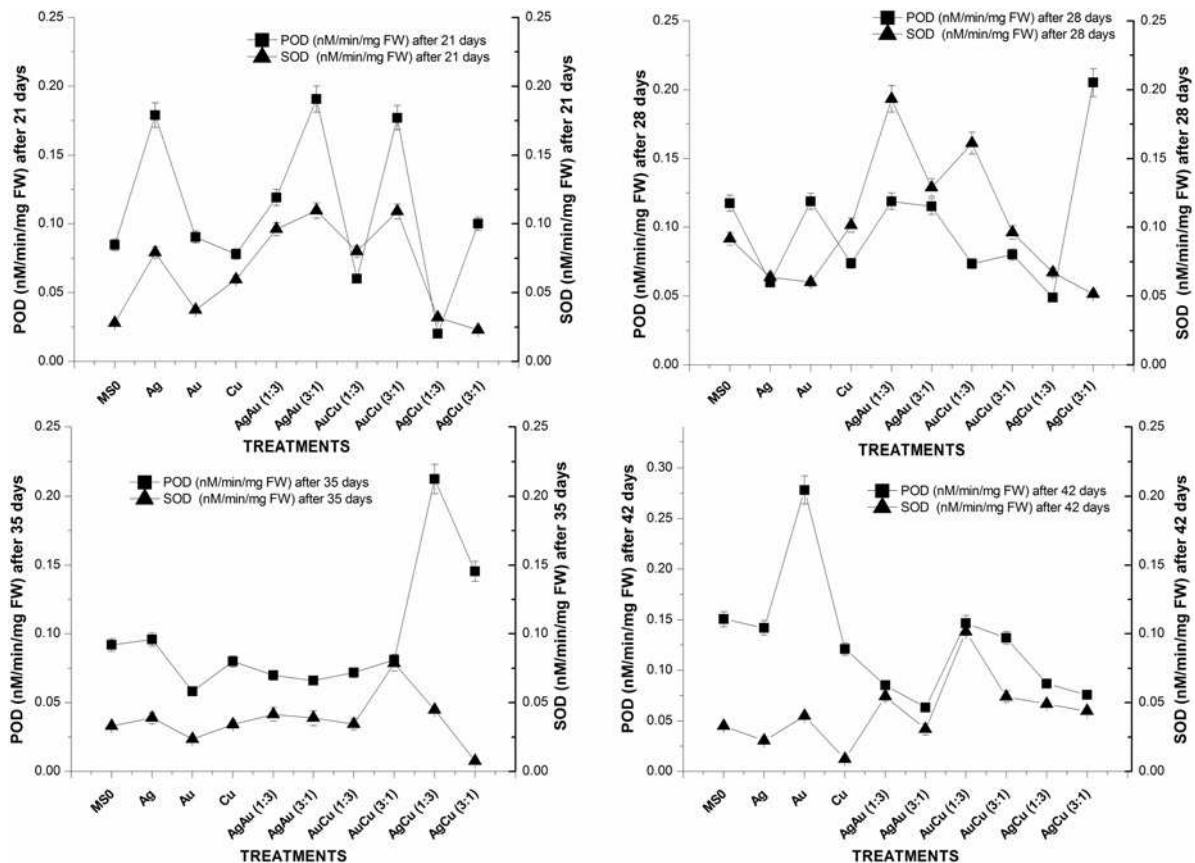 POD (nM/min/mg FW) after 21 days
SOD (nM/min/mg FW) after 21 days
POD (nM/min/mg FW) after 21 days
0.25
0.20
0.15
0.10
0.05
0.00
0.25
0.20
0.15
0.10
0.05
0.00
SOD (nM/min/mg FW) after 21 days
MS0
Ag
Au
Cu
AgAu (1:3)
AgAu (3:1)
AuCu (1:3)
AuCu (3:1)
AgCu (1:3)
AgCu (3:1)
TREATMENTS
POD (nM/min/mg FW) after 28 days
SOD (nM/min/mg FW) after 28 days
POD (nM/min/mg FW) after 28 days
0.25
0.20
0.15
0.10
0.05
0.00
0.25
0.20
0.15
0.10
0.05
0.00
SOD (nM/min/mg FW) after 28 days
MS0
Ag
Au
Cu
AgAu (1:3)
AgAu (3:1)
AuCu (1:3)
AuCu (3:1)
AgCu (1:3)
AgCu (3:1)
TREATMENTS
POD (nM/min/mg FW) after 35 days
SOD (nM/min/mg FW) after 35 days
POD (nM/min/mg FW) after 35 days
0.25
0.20
0.15
0.10
0.05
0.00
0.25
0.20
0.15
0.10
0.05
0.00
SOD (nM/min/mg FW) after 35 days
MS0
Ag
Au
Cu
AgAu (1:3)
AgAu (3:1)
AuCu (1:3)
AuCu (3:1)
AgCu (1:3)
AgCu (3:1)
TREATMENTS
POD (nM/min/mg FW) after 42 days
SOD (nM/min/mg FW) after 42 days
POD (nM/min/mg FW) after 42 days
0.30
0.25
0.20
0.15
0.10
0.05
0.00
0.25
0.20
0.15
0.10
0.05
0.00
SOD (nM/min/mg FW) after 42 days
MS0
Ag
Au
Cu
AgAu (1:3)
AgAu (3:1)
AuCu (1:3)
AuCu (3:1)
AgCu (1:3)
AgCu (3:1)
TREATMENTS